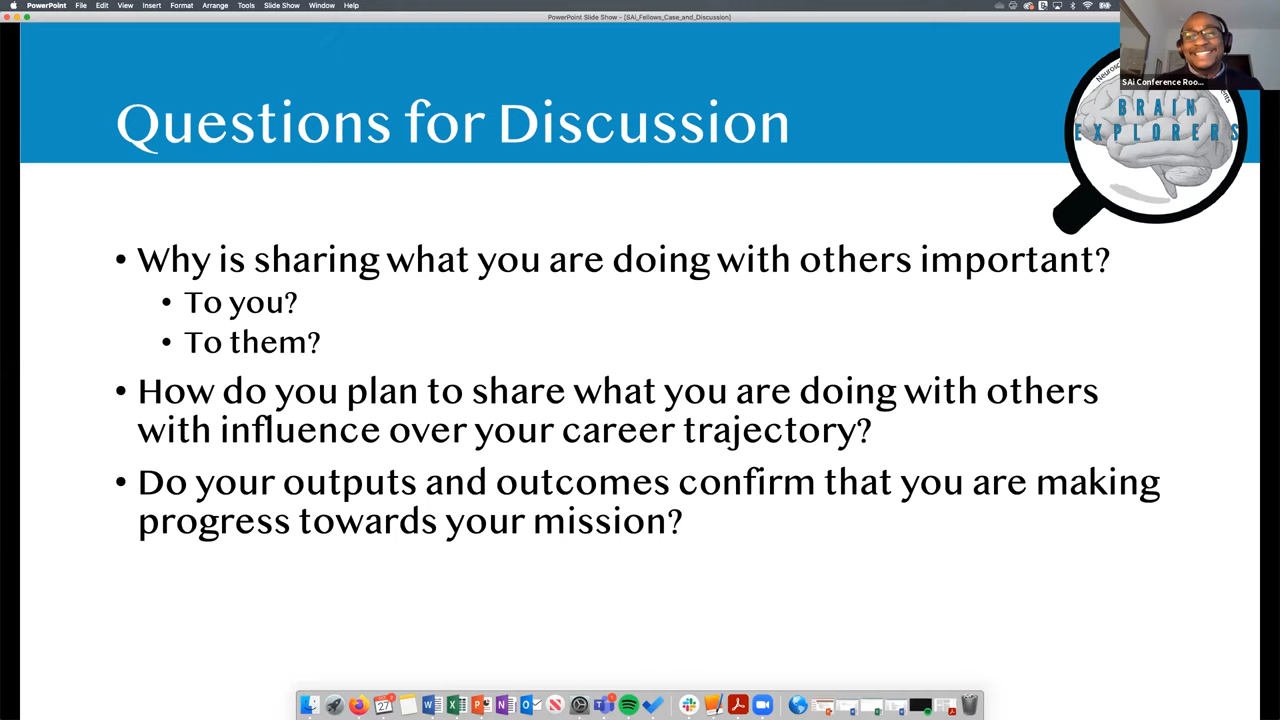 PowerPoint File Edit View Insert Format Arrange Tools Slide Show Window Help
PowerPoint Slide Show - [SAi_Fellows_Case_and_Discussion]
SAi Conference Roo...
Questions for Discussion
BRAIN
EXPLORERS
• Why is sharing what you are doing with others important?
• To you?
• To them?
• How do you plan to share what you are doing with others
with influence over your career trajectory?
• Do your outputs and outcomes confirm that you are making
progress towards your mission?
27